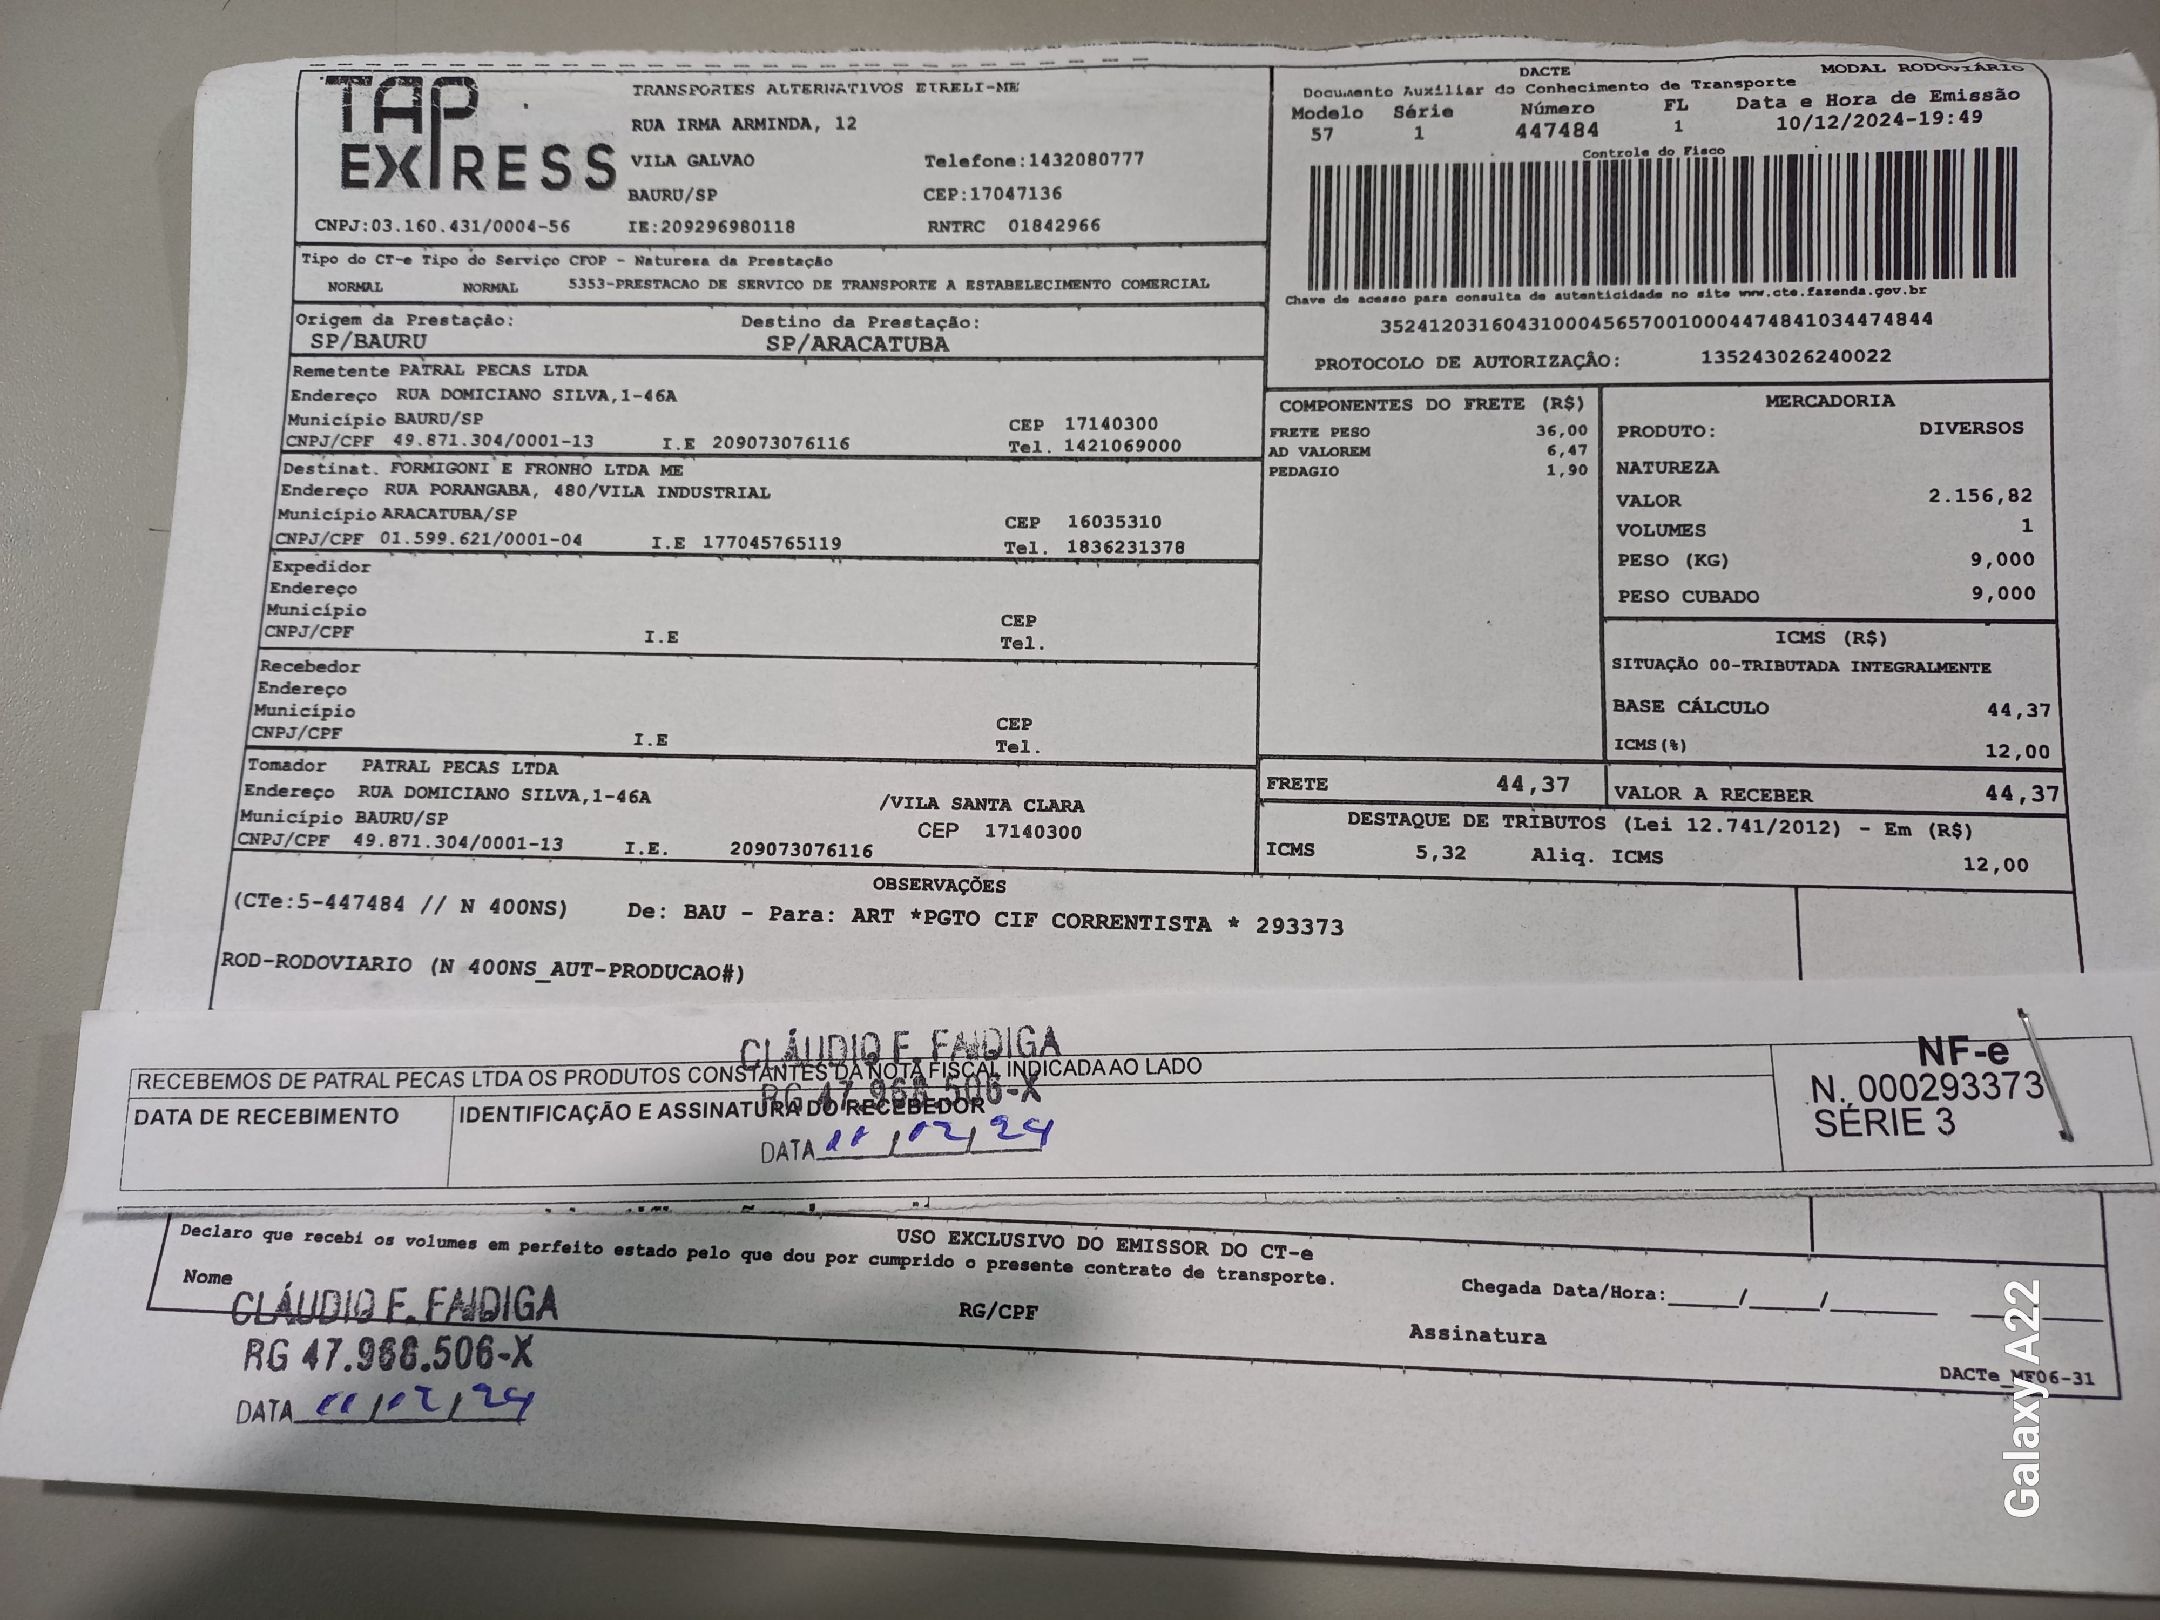 TAP
EXPRESS
TRANSPORTES ALTERNATIVOS EIRELI-ME
RUA IRMA ARMINDA, 12
VILA GALVAO Telefone:1432080777
BAURU/SP CEP:17047136
CNPJ:03.160.431/0004-56 IE:209296980118 RNTRC 01842966
DACTE MODAL RODOVIÁRIO
Documento Auxiliar do Conhecimento de Transporte
Modelo Série Número FL Data e Hora de Emissão
57 1 447484 1 10/12/2024-19:49
Controle do Fisco
Chave de acesso para consulta de autenticidade no site www.cte.fazenda.gov.br
35241203160431000456570010004474841034474844
PROTOCOLO DE AUTORIZAÇÃO: 135243026240022
Tipo do CT-e Tipo do Serviço CFOP - Natureza da Prestação
NORMAL NORMAL 5353-PRESTACAO DE SERVICO DE TRANSPORTE A ESTABELECIMENTO COMERCIAL
Origem da Prestação: Destino da Prestação:
SP/BAURU SP/ARACATUBA
Remetente PATRAL PECAS LTDA
Endereço RUA DOMICIANO SILVA,1-46A
Município BAURU/SP CEP 17140300
CNPJ/CPF 49.871.304/0001-13 I.E 209073076116 Tel. 1421069000
Destinat. FORMIGONI E FRONHO LTDA ME
Endereço RUA PORANGABA, 480/VILA INDUSTRIAL
Município ARACATUBA/SP CEP 16035310
CNPJ/CPF 01.599.621/0001-04 I.E 177045765119 Tel. 1836231378
Expedidor
Endereço
Município CEP
CNPJ/CPF I.E Tel.
Recebedor
Endereço
Município CEP
CNPJ/CPF I.E Tel.
Tomador PATRAL PECAS LTDA
Endereço RUA DOMICIANO SILVA,1-46A /VILA SANTA CLARA
Município BAURU/SP CEP 17140300
CNPJ/CPF 49.871.304/0001-13 I.E. 209073076116
COMPONENTES DO FRETE (R$)
FRETE PESO 36,00
AD VALOREM 6,47
PEDAGIO 1,90
MERCADORIA
PRODUTO: DIVERSOS
NATUREZA
VALOR 2.156,82
VOLUMES 1
PESO (KG) 9,000
PESO CUBADO 9,000
ICMS (R$)
SITUAÇÃO 00-TRIBUTADA INTEGRALMENTE
BASE CÁLCULO 44,37
ICMS(%) 12,00
FRETE 44,37 VALOR A RECEBER 44,37
DESTAQUE DE TRIBUTOS (Lei 12.741/2012) - Em (R$)
ICMS 5,32 Aliq. ICMS 12,00
OBSERVAÇÕES
(CTe:5-447484 // N 400NS) De: BAU - Para: ART *PGTO CIF CORRENTISTA * 293373
ROD-RODOVIARIO (N 400NS_AUT-PRODUCAO#)
CLÁUDIO F. FAIDIGA
RECEBEMOS DE PATRAL PECAS LTDA OS PRODUTOS CONSTANTES DA NOTA FISCAL INDICADA AO LADO
RG 47.968.506-X
DATA DE RECEBIMENTO IDENTIFICAÇÃO E ASSINATURA DO RECEBEDOR
DATA 11/12/24
NF-e
N. 000293373
SÉRIE 3
USO EXCLUSIVO DO EMISSOR DO CT-e
Declaro que recebi os volumes em perfeito estado pelo que dou por cumprido o presente contrato de transporte.
Nome RG/CPF Chegada Data/Hora:____/____/______ ______
CLÁUDIO F. FAIDIGA
Assinatura
RG 47.968.506-X
DATA 11/12/24
DACTe_MF06-31
Galaxy A22